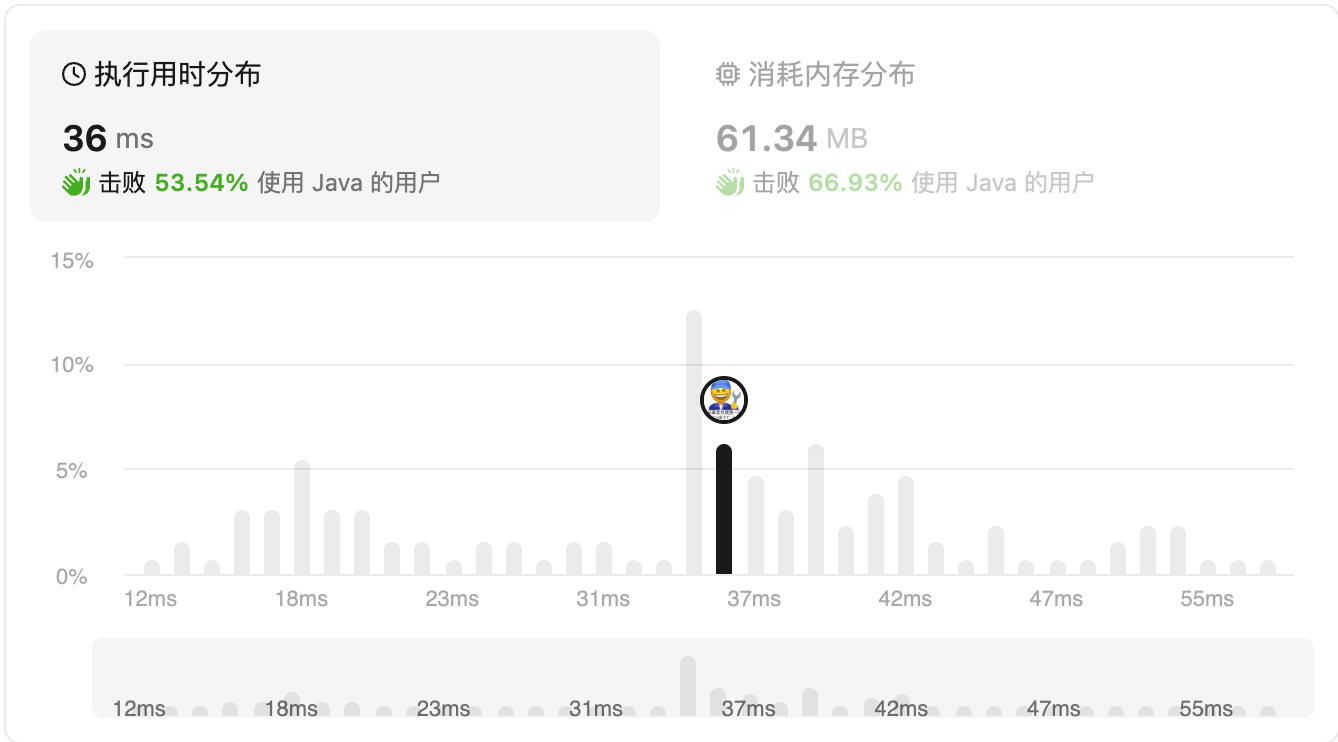 执行用时分布
36 ms
击败 53.54% 使用 Java 的用户
消耗内存分布
61.34 MB
击败 66.93% 使用 Java 的用户
15%
10%
5%
0%
12ms 18ms 23ms 31ms 37ms 42ms 47ms 55ms
12ms 18ms 23ms 31ms 37ms 42ms 47ms 55ms